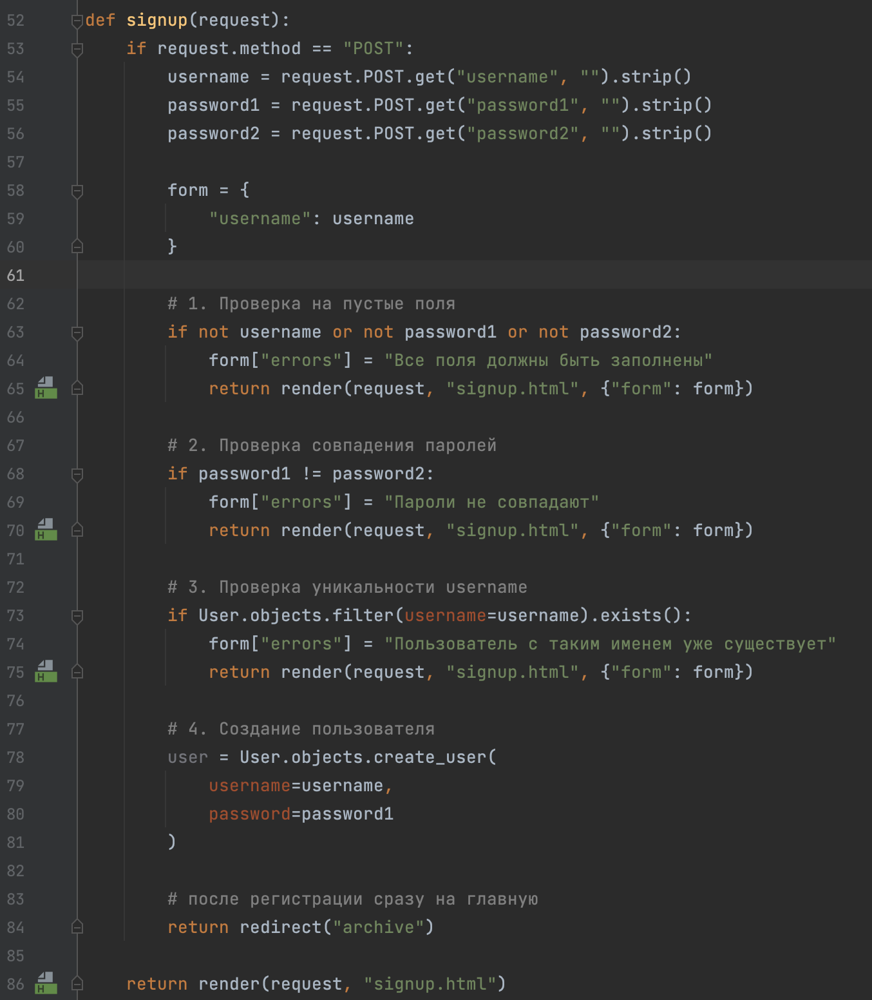 52 def signup(request):
53     if request.method == "POST":
54         username = request.POST.get("username", "").strip()
55         password1 = request.POST.get("password1", "").strip()
56         password2 = request.POST.get("password2", "").strip()
57
58         form = {
59             "username": username
60         }
61
62         # 1. Проверка на пустые поля
63         if not username or not password1 or not password2:
64             form["errors"] = "Все поля должны быть заполнены"
65 H             return render(request, "signup.html", {"form": form})
66
67         # 2. Проверка совпадения паролей
68         if password1 != password2:
69             form["errors"] = "Пароли не совпадают"
70 H             return render(request, "signup.html", {"form": form})
71
72         # 3. Проверка уникальности username
73         if User.objects.filter(username=username).exists():
74             form["errors"] = "Пользователь с таким именем уже существует"
75 H             return render(request, "signup.html", {"form": form})
76
77         # 4. Создание пользователя
78         user = User.objects.create_user(
79             username=username,
80             password=password1
81         )
82
83         # после регистрации сразу на главную
84         return redirect("archive")
85
86 H     return render(request, "signup.html")